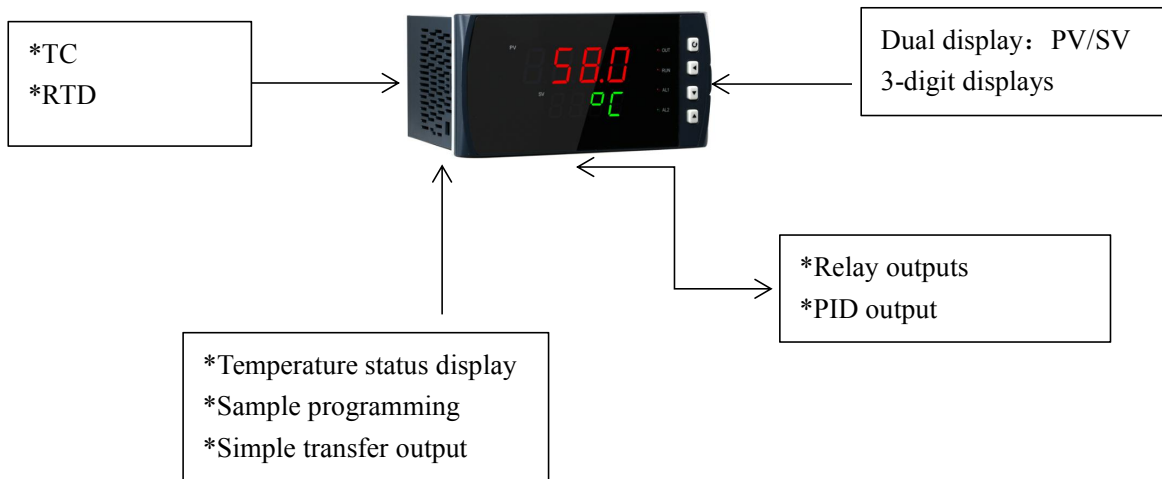 *TC
*RTD
PV
58.0
OUT
RUN
SV
°C
AL1
AL2
Dual display：PV/SV
3-digit displays
*Relay outputs
*PID output
*Temperature status display
*Sample programming
*Simple transfer output